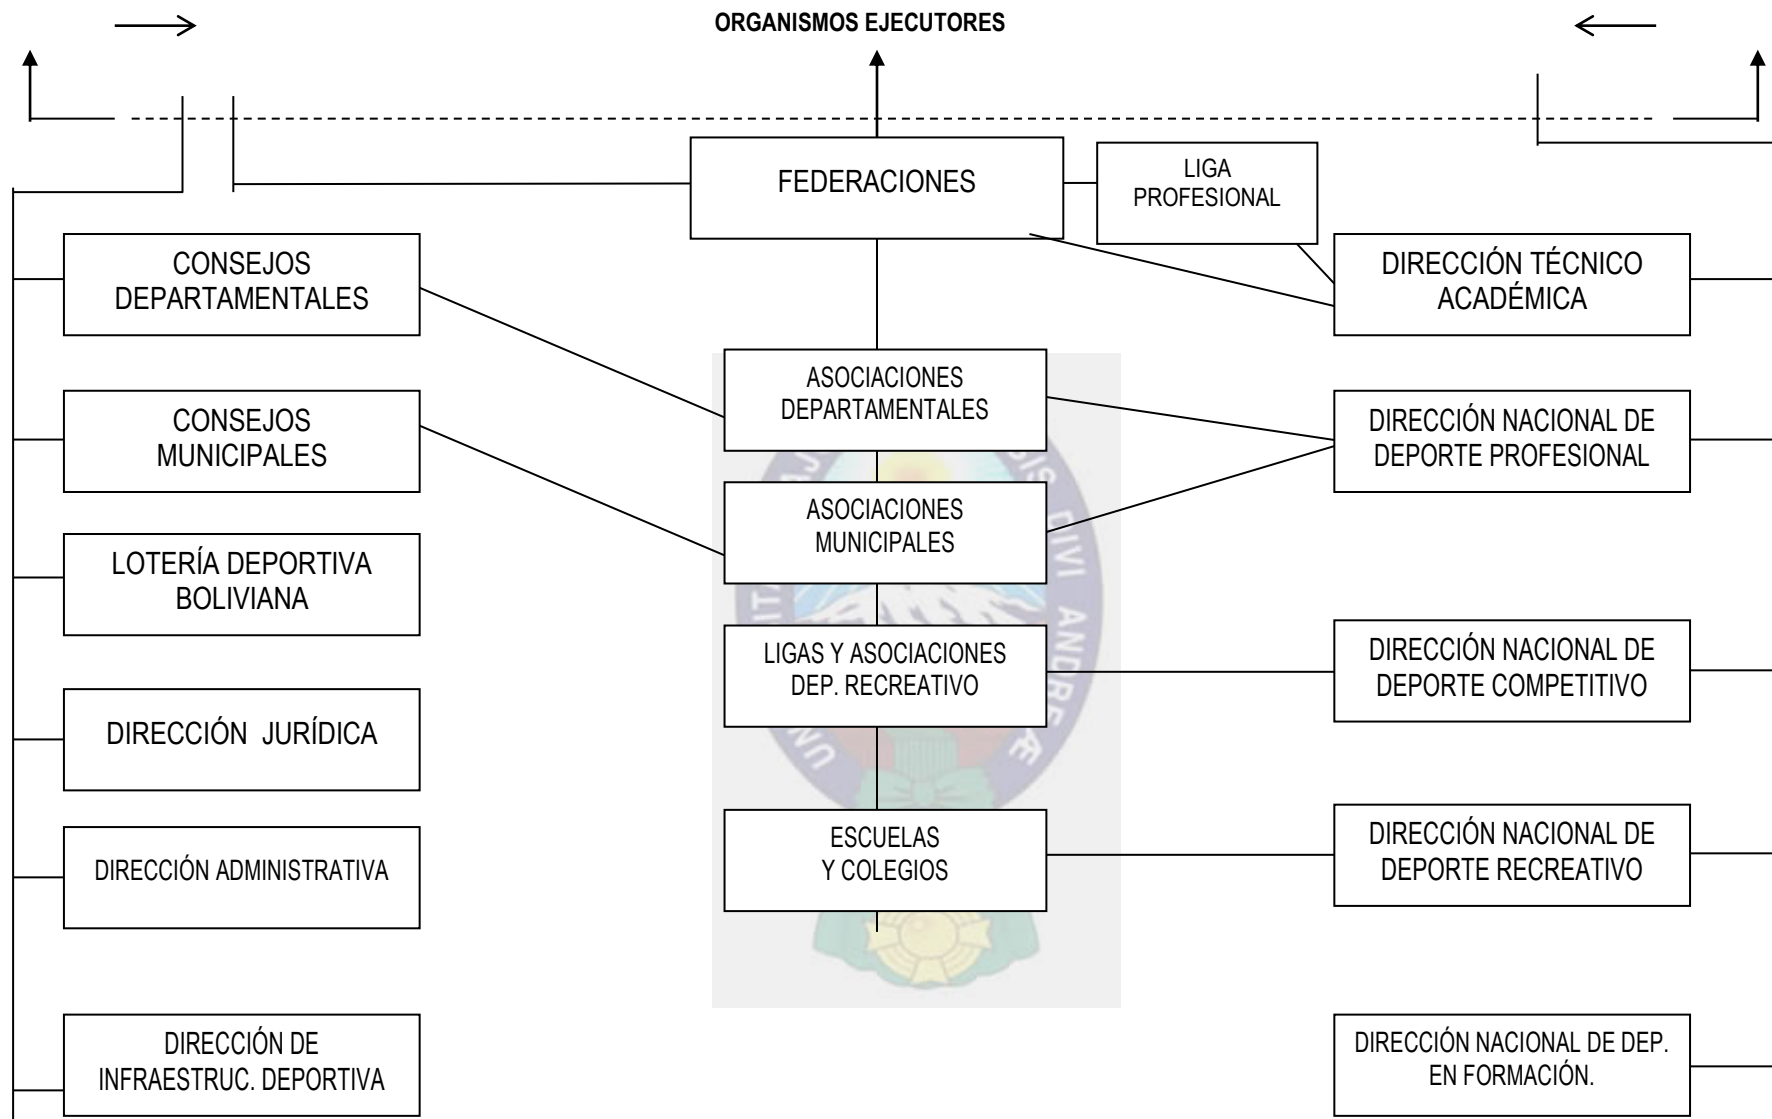 ORGANISMOS EJECUTORES
FEDERACIONES
LIGA
PROFESIONAL
CONSEJOS
DEPARTAMENTALES
DIRECCIÓN TÉCNICO
ACADÉMICA
ASOCIACIONES
DEPARTAMENTALES
CONSEJOS
MUNICIPALES
DIRECCIÓN NACIONAL DE
DEPORTE PROFESIONAL
ASOCIACIONES
MUNICIPALES
LOTERÍA DEPORTIVA
BOLIVIANA
LIGAS Y ASOCIACIONES
DEP. RECREATIVO
DIRECCIÓN NACIONAL DE
DEPORTE COMPETITIVO
DIRECCIÓN JURÍDICA
ESCUELAS
Y COLEGIOS
DIRECCIÓN NACIONAL DE
DEPORTE RECREATIVO
DIRECCIÓN ADMINISTRATIVA
DIRECCIÓN DE
INFRAESTRUC. DEPORTIVA
DIRECCIÓN NACIONAL DE DEP.
EN FORMACIÓN.
DIVI ANDREÆ